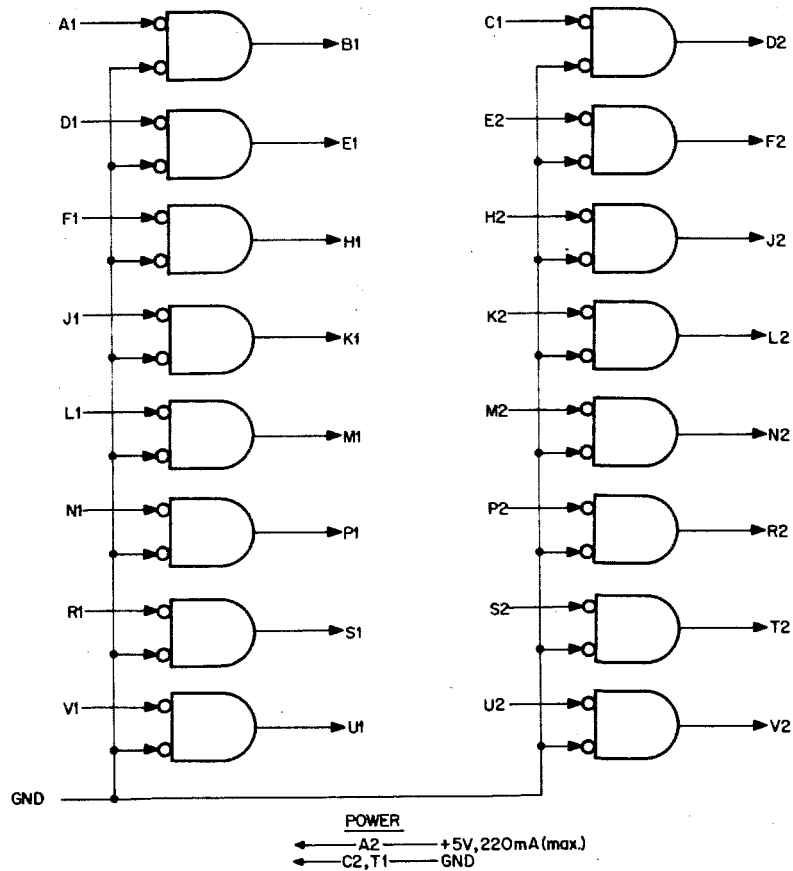 A1 B1 C1 D2
D1 E1 E2 F2
F1 H1 H2 J2
J1 K1 K2 L2
L1 M1 M2 N2
N1 P1 P2 R2
R1 S1 S2 T2
V1 U1 U2 V2
GND
POWER
A2 +5V, 220mA (max.)
C2, T1 GND